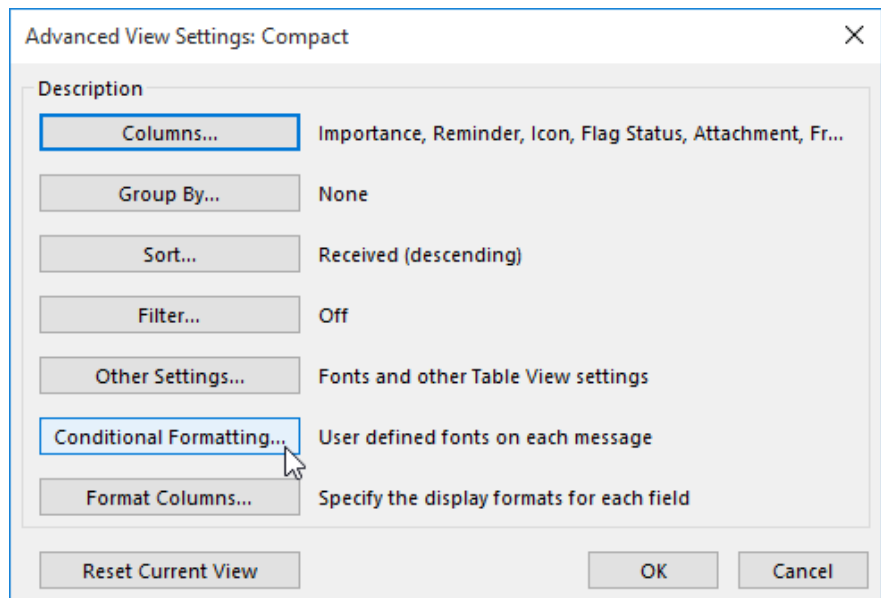 Advanced View Settings: Compact
Description
Columns... Importance, Reminder, Icon, Flag Status, Attachment, Fr...
Group By... None
Sort... Received (descending)
Filter... Off
Other Settings... Fonts and other Table View settings
Conditional Formatting... User defined fonts on each message
Format Columns... Specify the display formats for each field
Reset Current View OK Cancel